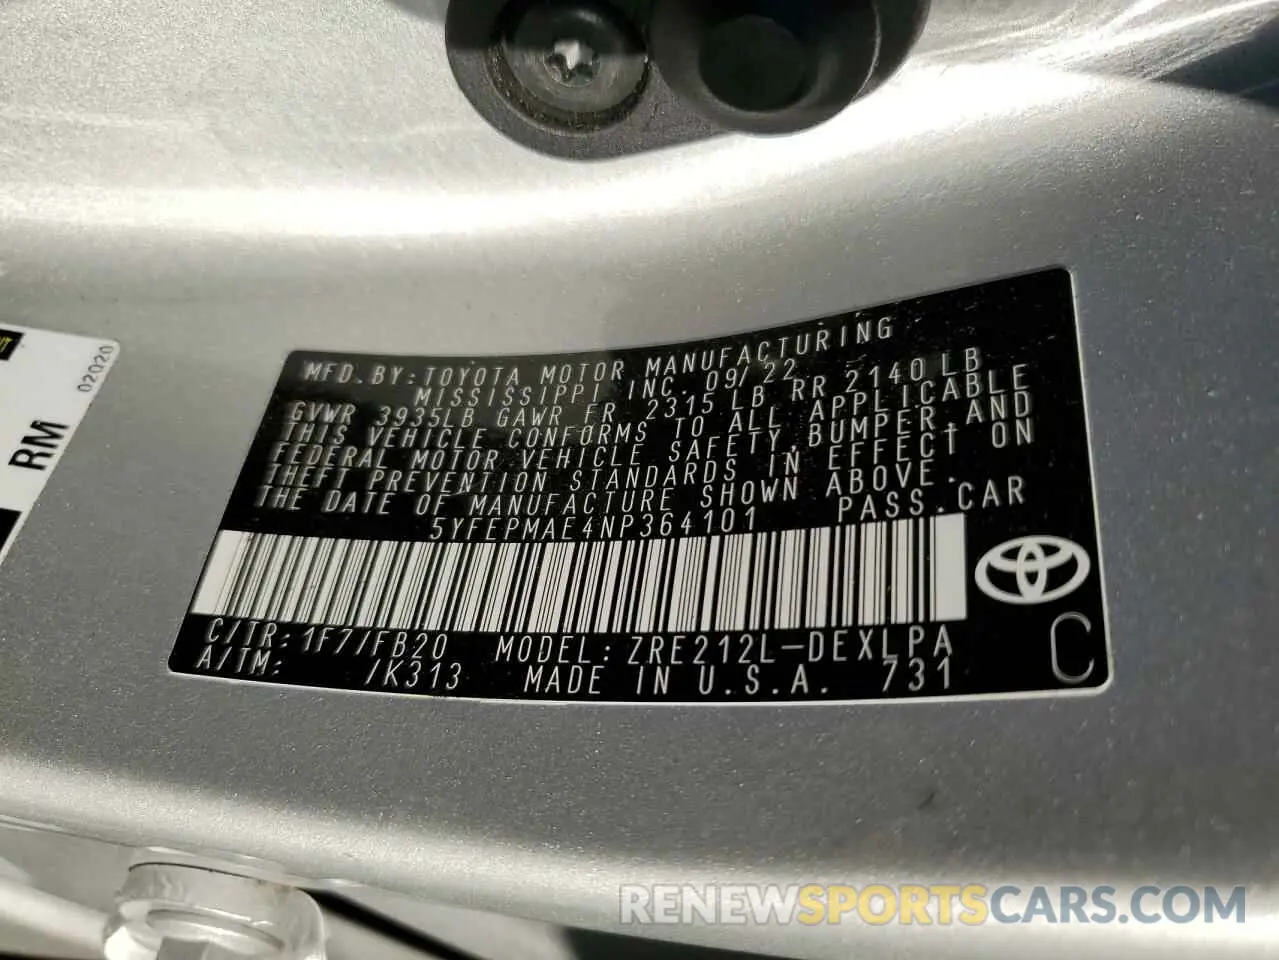 MFD.BY:TOYOTA MOTOR MANUFACTURING
MISSISSIPPI INC. 09/22
GVWR 3935LB GAWR FR 2315 LB RR 2140 LB
THIS VEHICLE CONFORMS TO ALL APPLICABLE
FEDERAL MOTOR VEHICLE SAFETY, BUMPER, AND
THEFT PREVENTION STANDARDS IN EFFECT ON
THE DATE OF MANUFACTURE SHOWN ABOVE.
5YFEPMAE4NP364101 PASS.CAR
C/TR:1F7/FB20 MODEL:ZRE212L-DEXLPA
A/TM: /K313 MADE IN U.S.A. 731
C
02020
RM
RENEWSPORTSCARS.COM